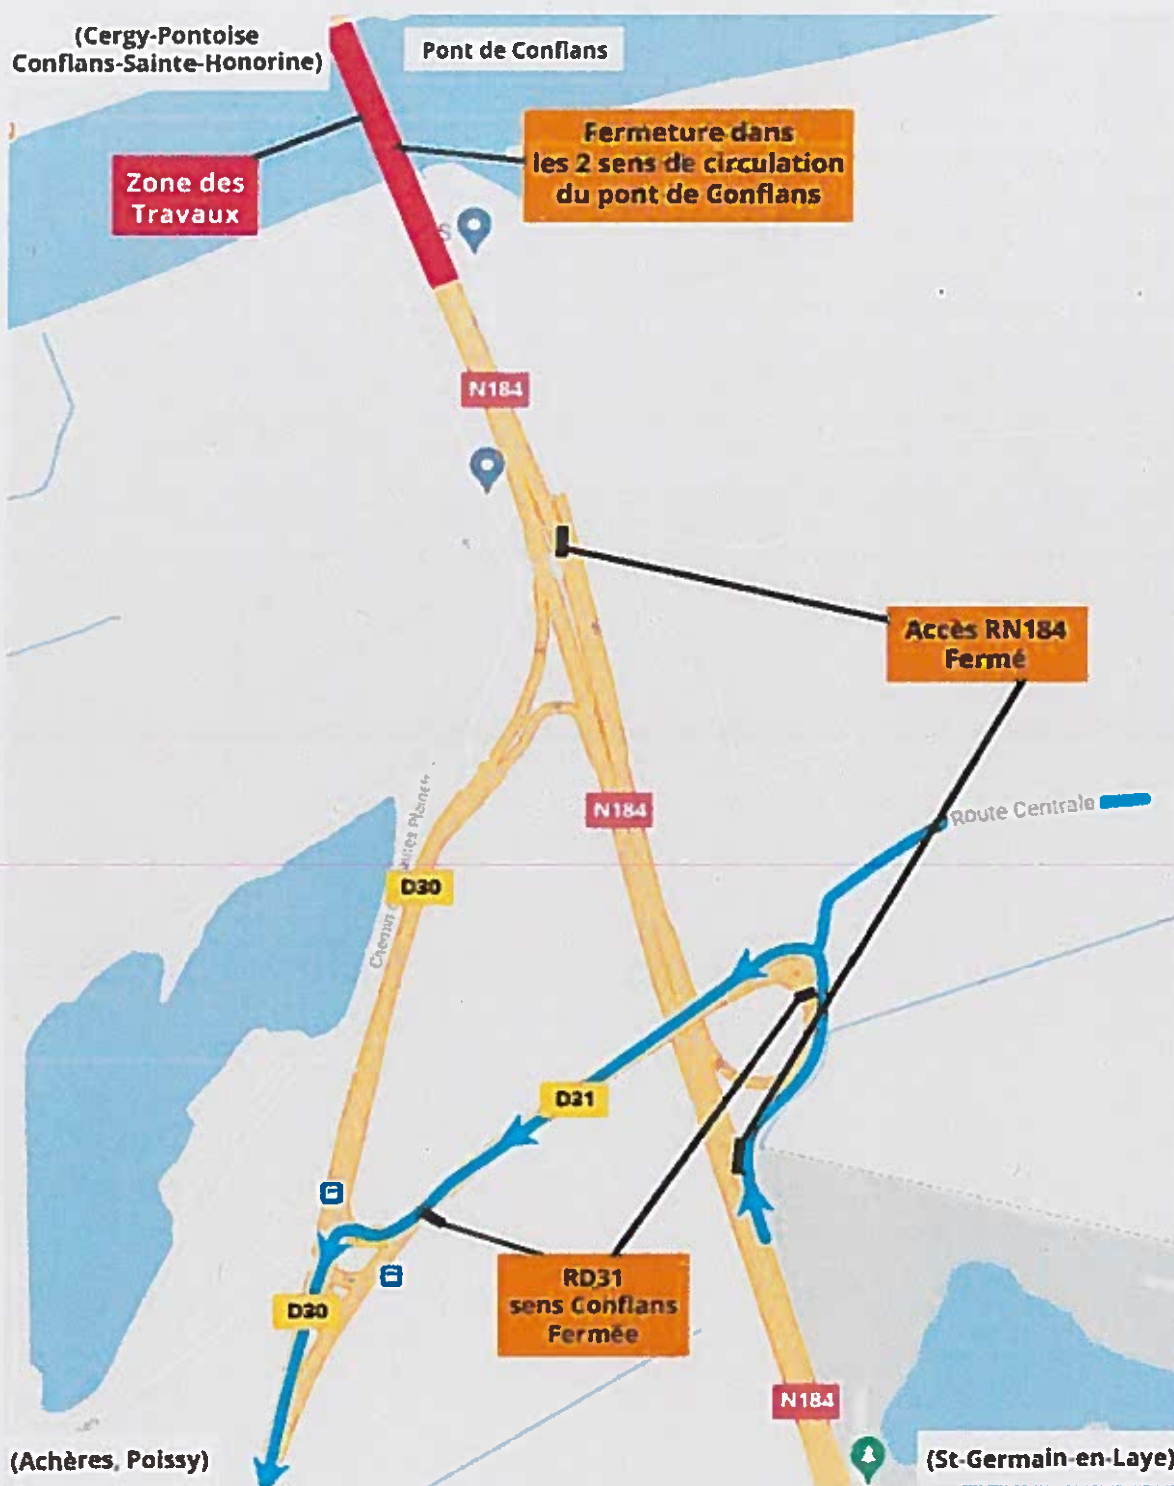 (Cergy-Pontoise
Conflans-Sainte-Honorine)
Pont de Conflans
Fermeture dans
les 2 sens de circulation
du pont de Conflans
Zone des
Travaux
S
N184
Accès RN184
Fermé
Route Centrale
N184
D30
Chemin
Plaines
D31
RD31
sens Conflans
Fermée
D30
N184
(Achères, Poissy)
(St-Germain-en-Laye)